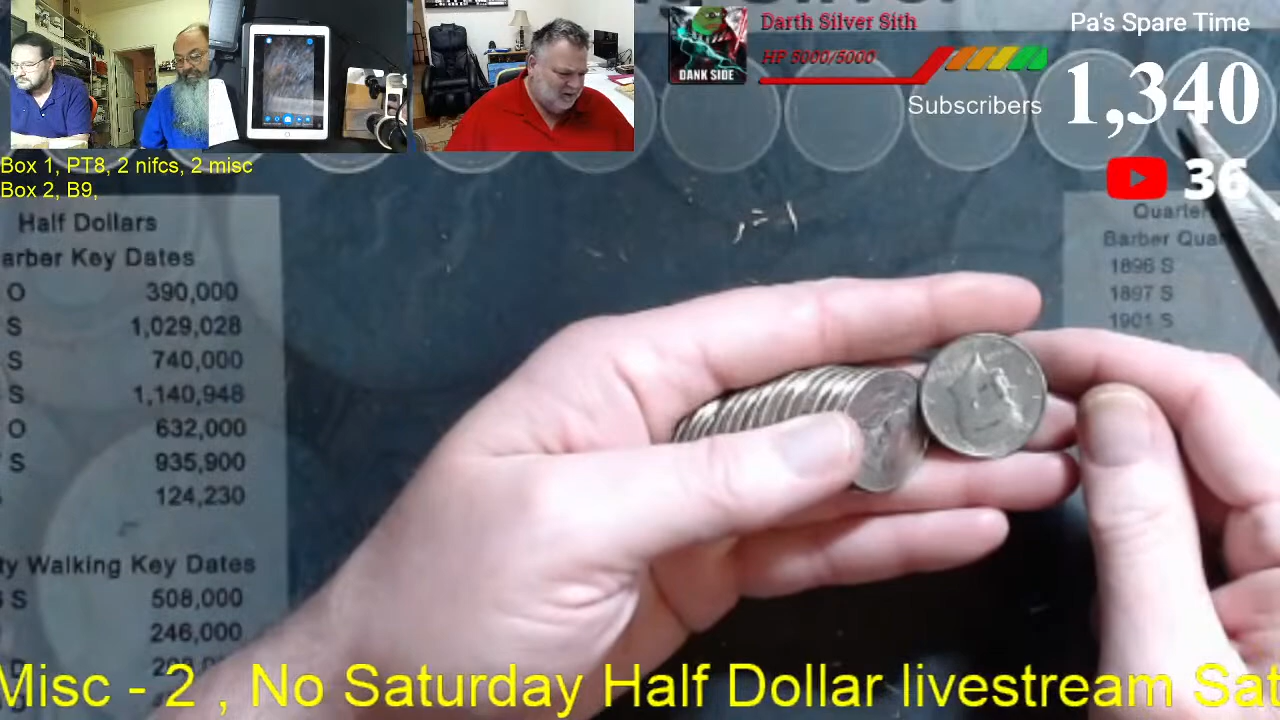 Darth Silver Sith
HP 5000/5000
DANK SIDE
Pa's Spare Time
Subscribers 1,340
36
Box 1, PT8, 2 nifcs, 2 misc
Box 2, B9,
Half Dollars
arber Key Dates
O 390,000
S 1,029,028
S 740,000
S 1,140,948
O 632,000
S 935,900
124,230
ty Walking Key Dates
S 508,000
246,000
Quarter
Barber Qua
1896 S
1897 S
1901 S
Misc - 2 , No Saturday Half Dollar livestream Sat